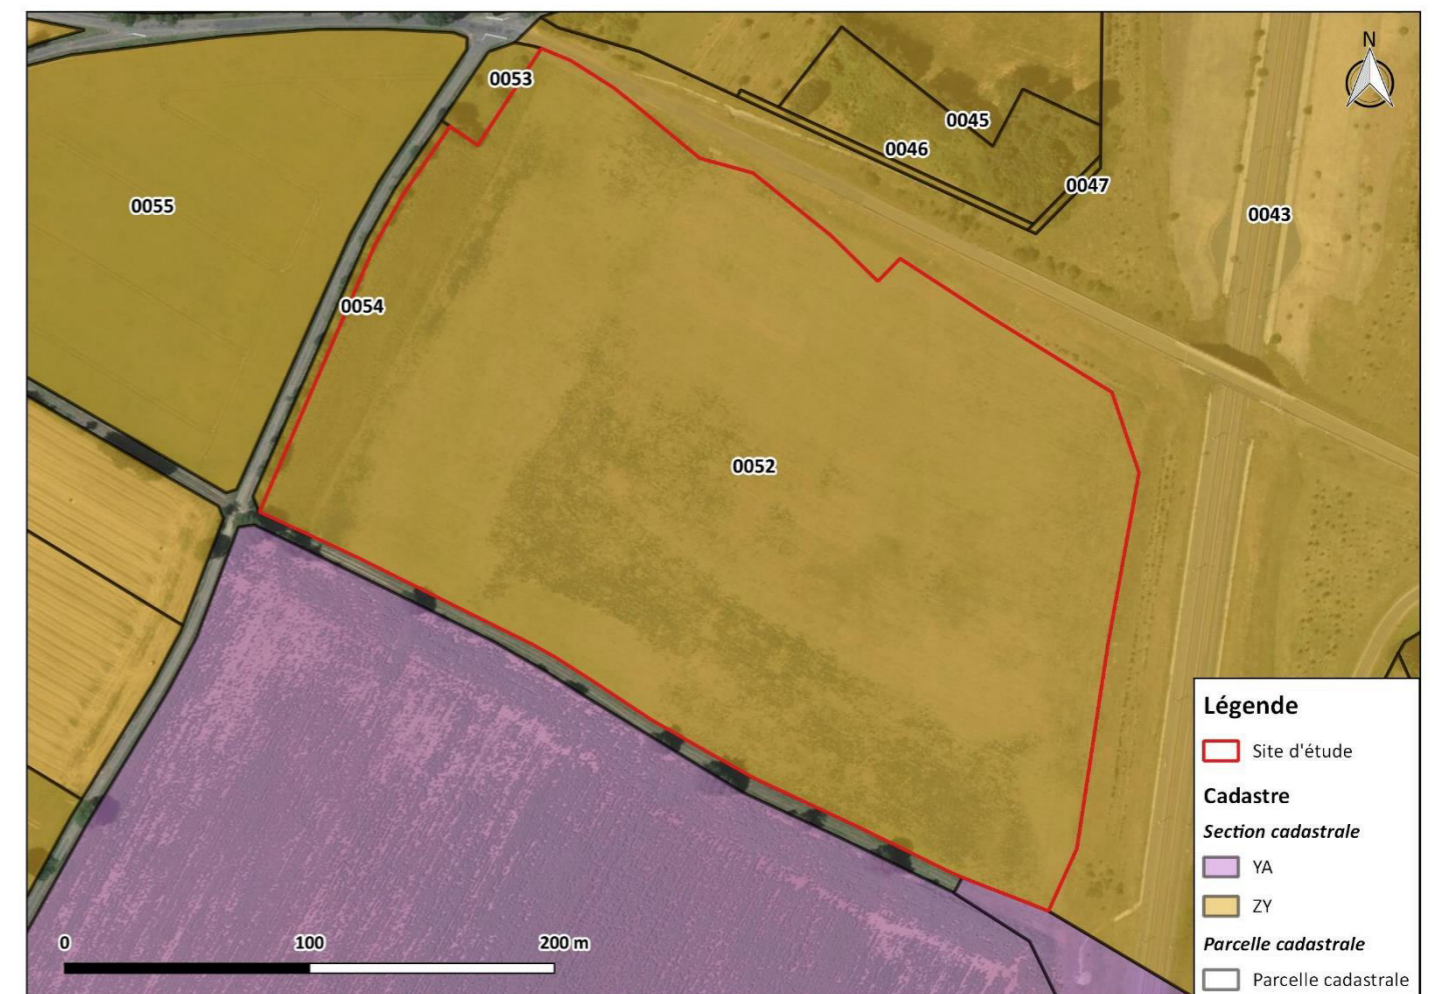 N
0053
0045
0046
0047
0055
0043
0054
0052
Légende
Site d'étude
Cadastre
Section cadastrale
YA
ZY
Parcelle cadastrale
Parcelle cadastrale
0 100 200 m